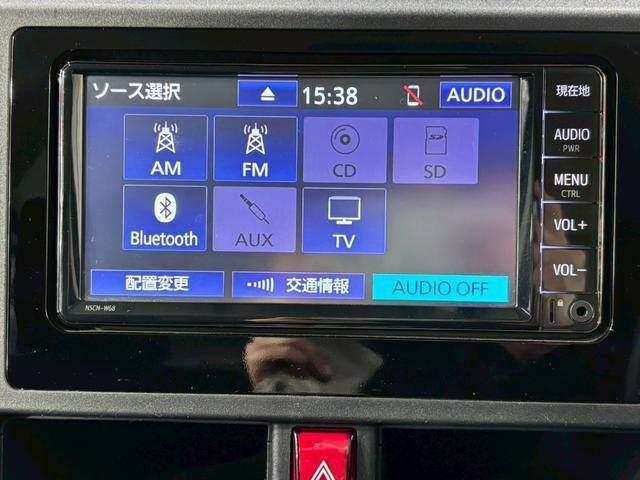 ソース選択
15:38
AUDIO
AM
FM
CD
SD
Bluetooth
AUX
TV
配置変更
交通情報
AUDIO OFF
NSCN-W68
現在地
AUDIO
PWR
MENU
CTRL
VOL+
VOL−